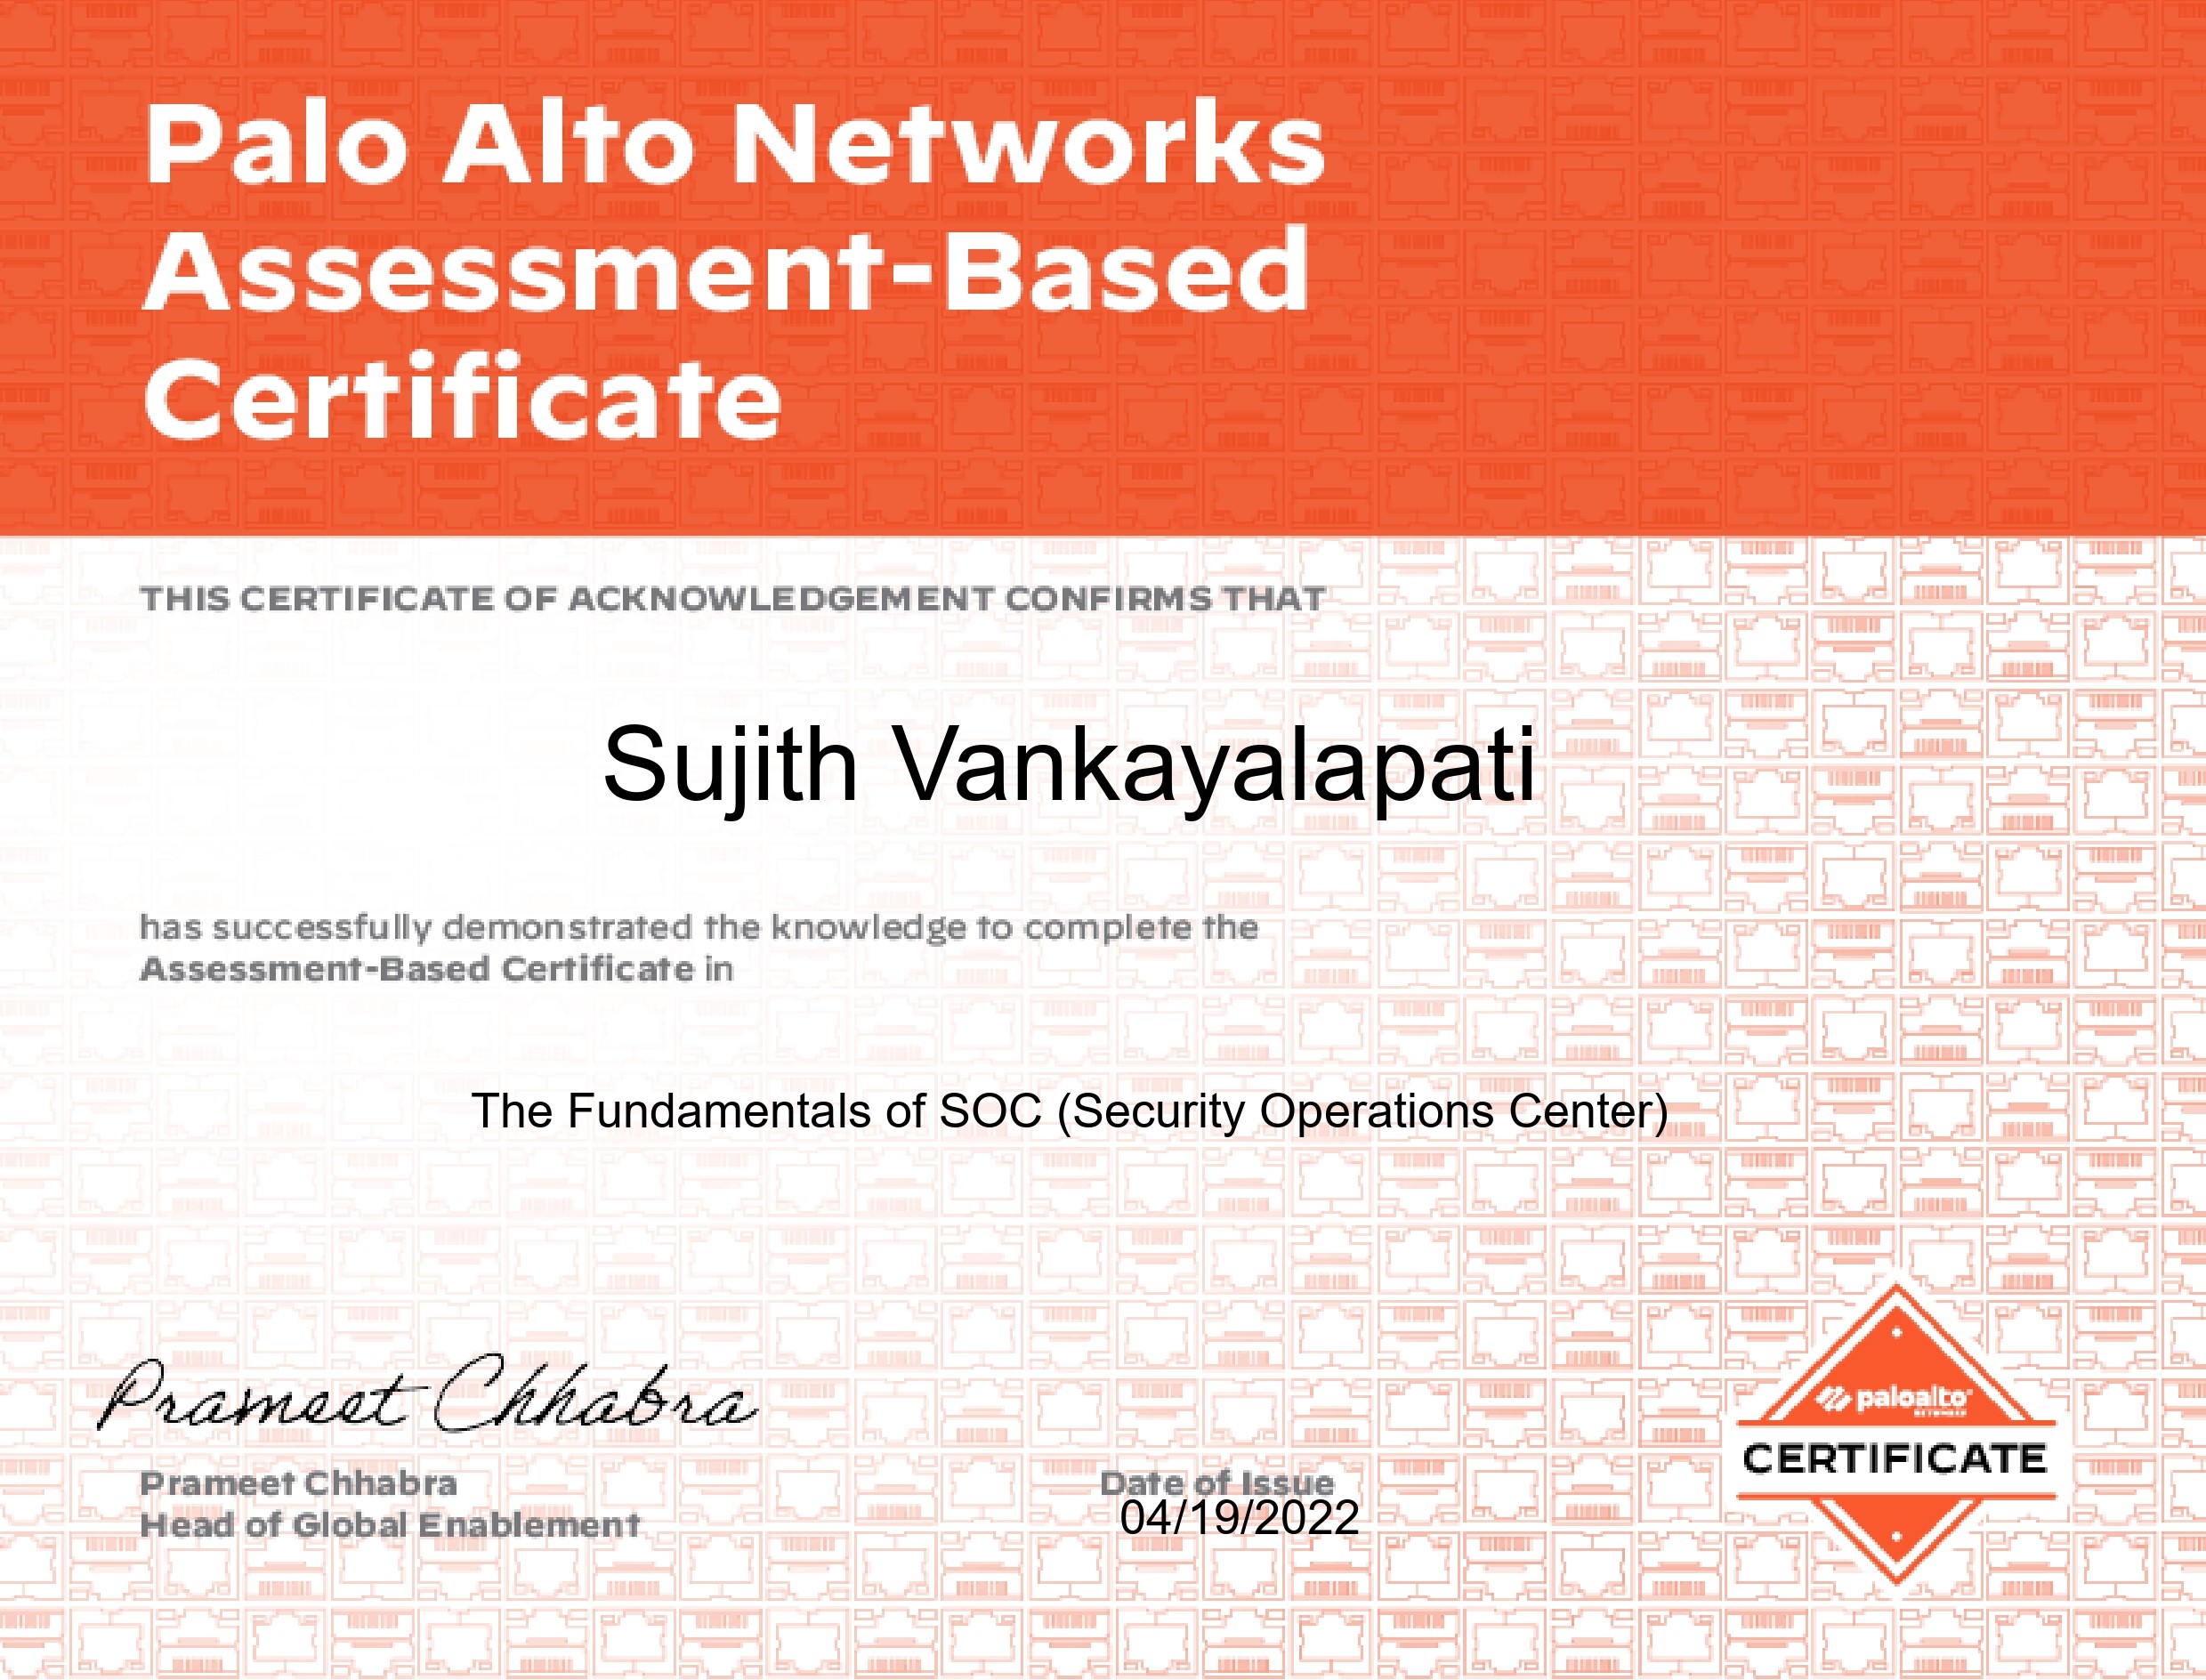 Palo Alto Networks
Assessment-Based
Certificate
THIS CERTIFICATE OF ACKNOWLEDGEMENT CONFIRMS THAT
Sujith Vankayalapati
has successfully demonstrated the knowledge to complete the
Assessment-Based Certificate in
The Fundamentals of SOC (Security Operations Center)
Prameet Chhabra
Prameet Chhabra
Head of Global Enablement
Date of Issue
04/19/2022
paloalto
NETWORKS
CERTIFICATE